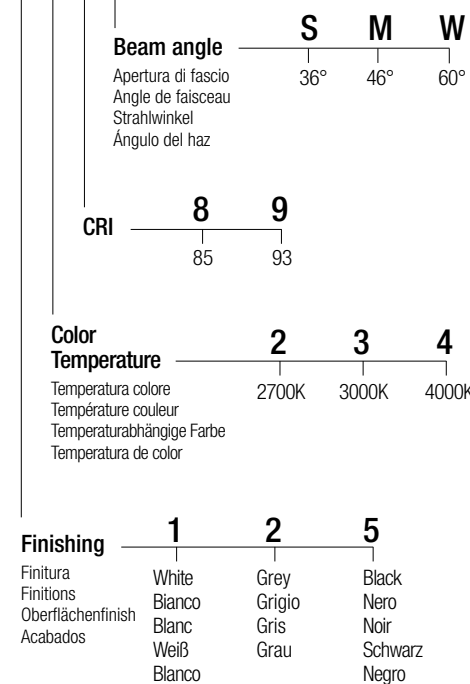 Beam angle
Apertura di fascio
Angle de faisceau
Strahlwinkel
Ángulo del haz
S M W
36° 46° 60°
CRI
8 9
85 93
Color
Temperature
Temperatura colore
Température couleur
Temperaturabhängige Farbe
Temperatura de color
2 3 4
2700K 3000K 4000K
Finishing
Finitura
Finitions
Oberflächenfinish
Acabados
1 2 5
White Grey Black
Bianco Grigio Nero
Blanc Gris Noir
Weiß Grau Schwarz
Blanco Negro